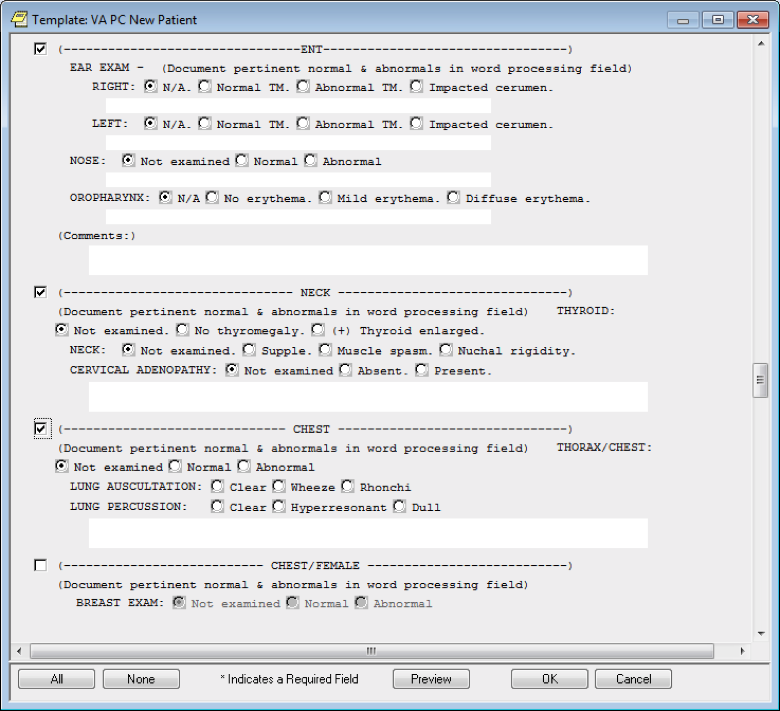 Template: VA PC New Patient
(--------------------------------ENT---------------------------------)
EAR EXAM - (Document pertinent normal & abnormals in word processing field)
RIGHT: N/A. Normal TM. Abnormal TM. Impacted cerumen.
LEFT: N/A. Normal TM. Abnormal TM. Impacted cerumen.
NOSE: Not examined Normal Abnormal
OROPHARYNX: N/A No erythema. Mild erythema. Diffuse erythema.
(Comments:)
(------------------------------- NECK -------------------------------)
(Document pertinent normal & abnormals in word processing field) THYROID:
Not examined. No thyromegaly. (+) Thyroid enlarged.
NECK: Not examined. Supple. Muscle spasm. Nuchal rigidity.
CERVICAL ADENOPATHY: Not examined Absent. Present.
(------------------------------ CHEST -------------------------------)
(Document pertinent normal & abnormals in word processing field) THORAX/CHEST:
Not examined Normal Abnormal
LUNG AUSCULTATION: Clear Wheeze Rhonchi
LUNG PERCUSSION: Clear Hyperresonant Dull
(--------------------------- CHEST/FEMALE ---------------------------)
(Document pertinent normal & abnormals in word processing field)
BREAST EXAM: Not examined Normal Abnormal
All None * Indicates a Required Field Preview OK Cancel